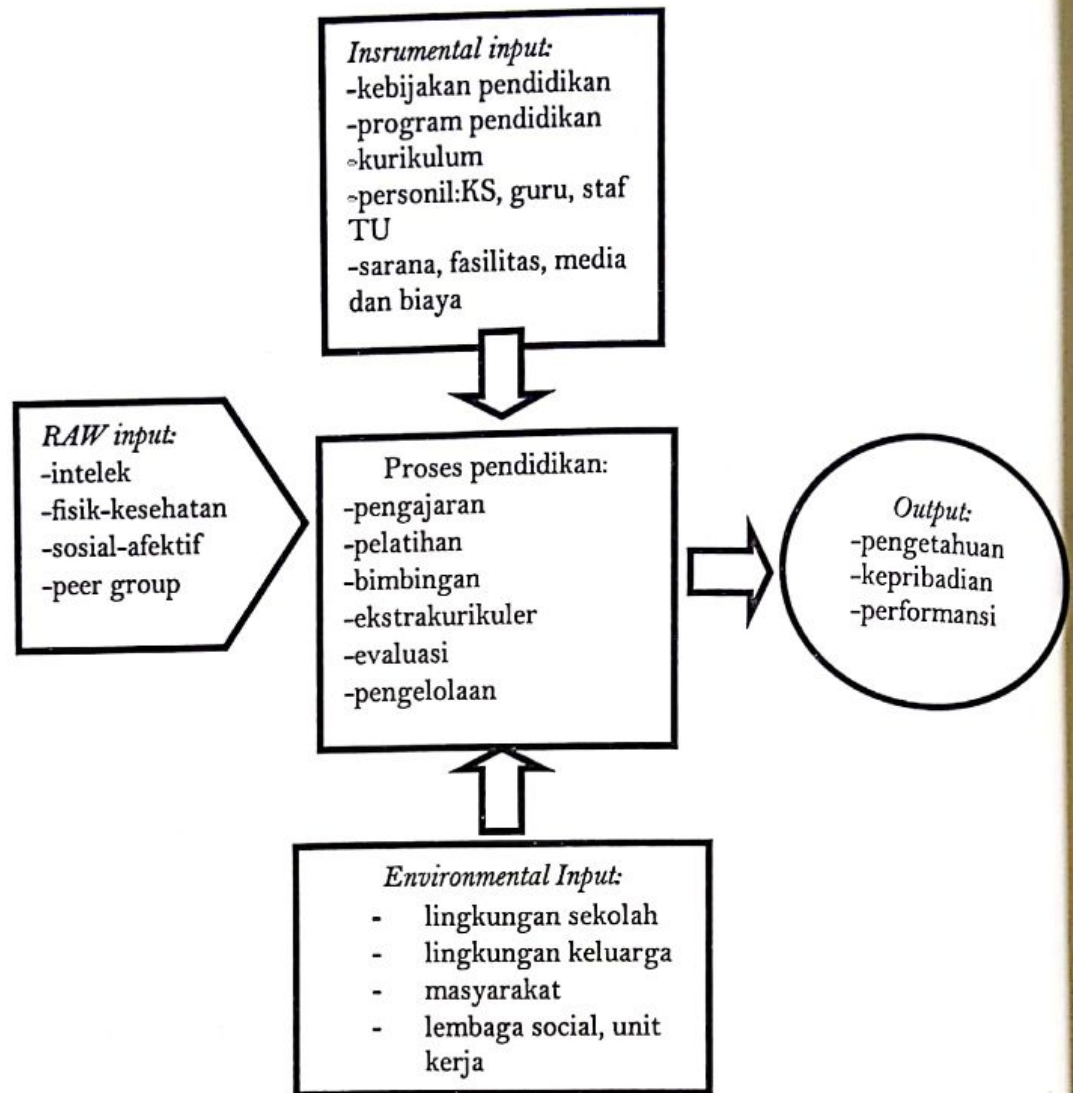 Insrumental input:
-kebijakan pendidikan
-program pendidikan
-kurikulum
-personil:KS, guru, staf
TU
-sarana, fasilitas, media
dan biaya
RAW input:
-intelek
-fisik-kesehatan
-sosial-afektif
-peer group
Proses pendidikan:
-pengajaran
-pelatihan
-bimbingan
-ekstrakurikuler
-evaluasi
-pengelolaan
Output:
-pengetahuan
-kepribadian
-performansi
Environmental Input:
- lingkungan sekolah
- lingkungan keluarga
- masyarakat
- lembaga social, unit
kerja